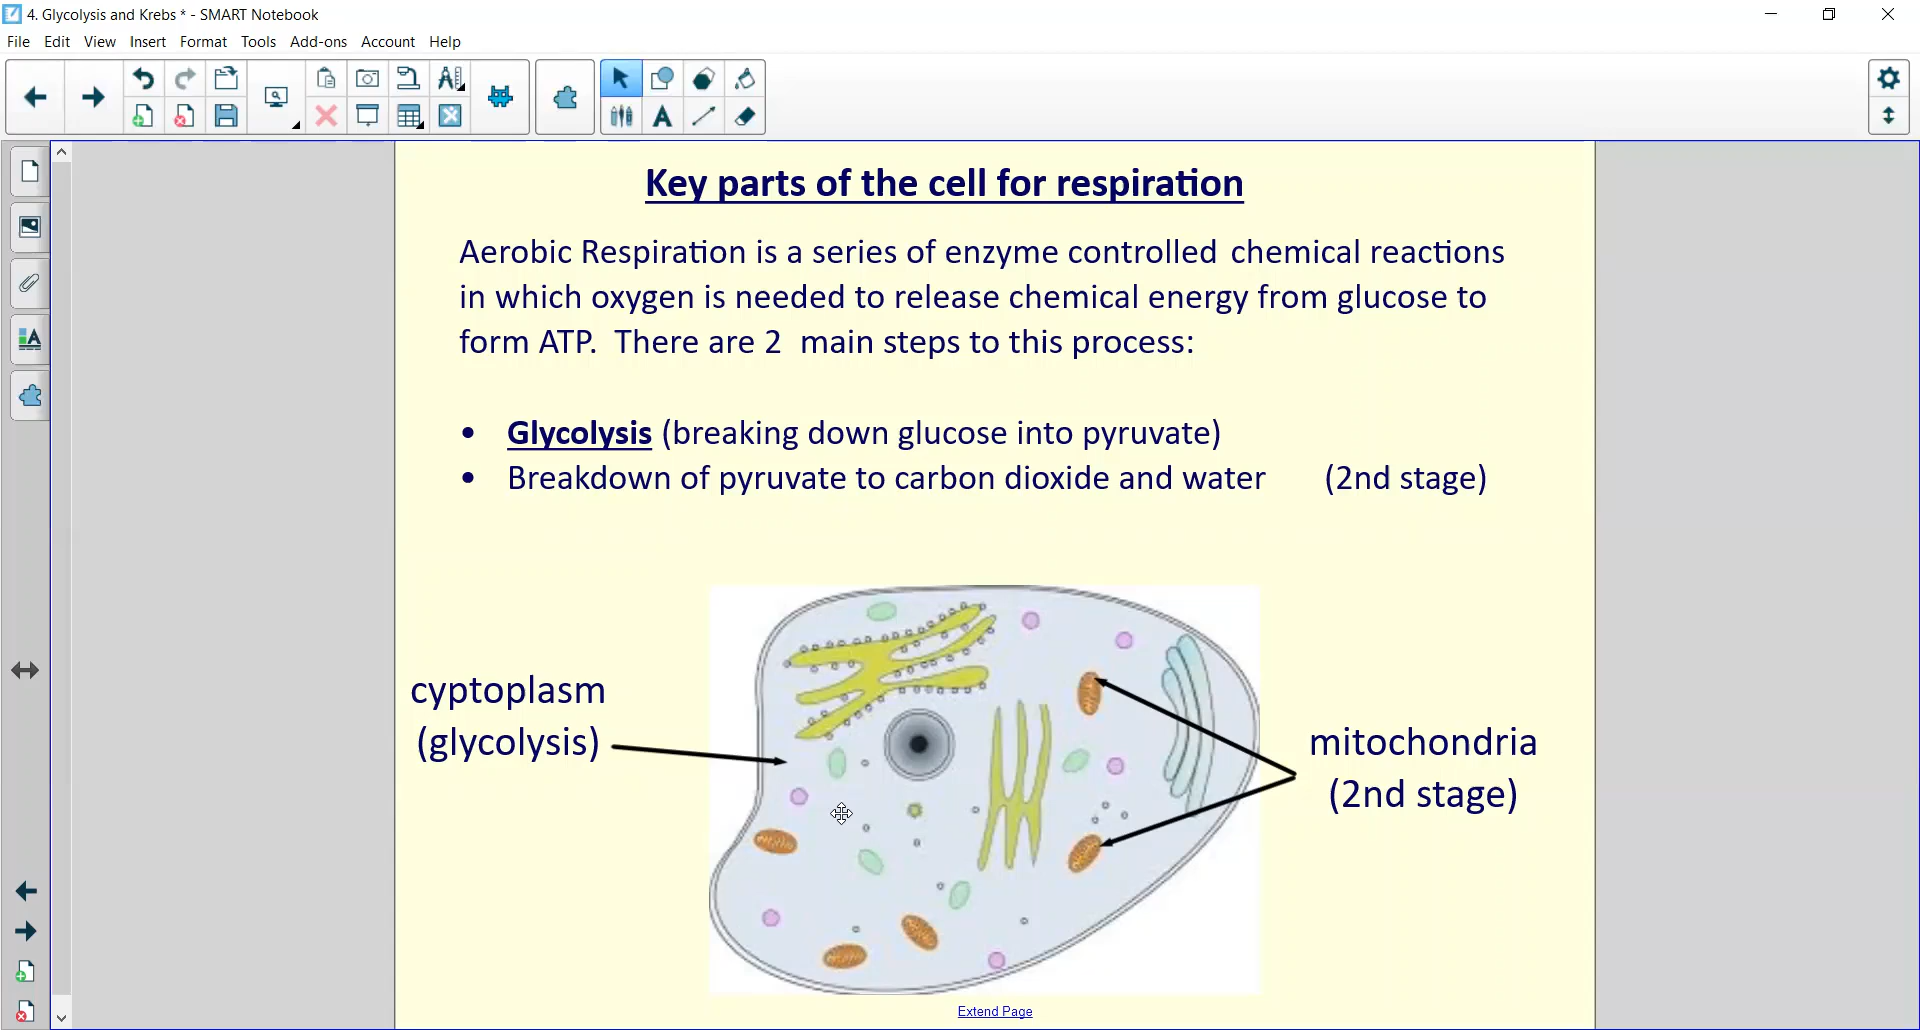 4. Glycolysis and Krebs * - SMART Notebook
File Edit View Insert Format Tools Add-ons Account Help
Key parts of the cell for respiration
Aerobic Respiration is a series of enzyme controlled chemical reactions
in which oxygen is needed to release chemical energy from glucose to
form ATP. There are 2 main steps to this process:
• Glycolysis (breaking down glucose into pyruvate)
• Breakdown of pyruvate to carbon dioxide and water (2nd stage)
cyptoplasm
(glycolysis)
mitochondria
(2nd stage)
Extend Page